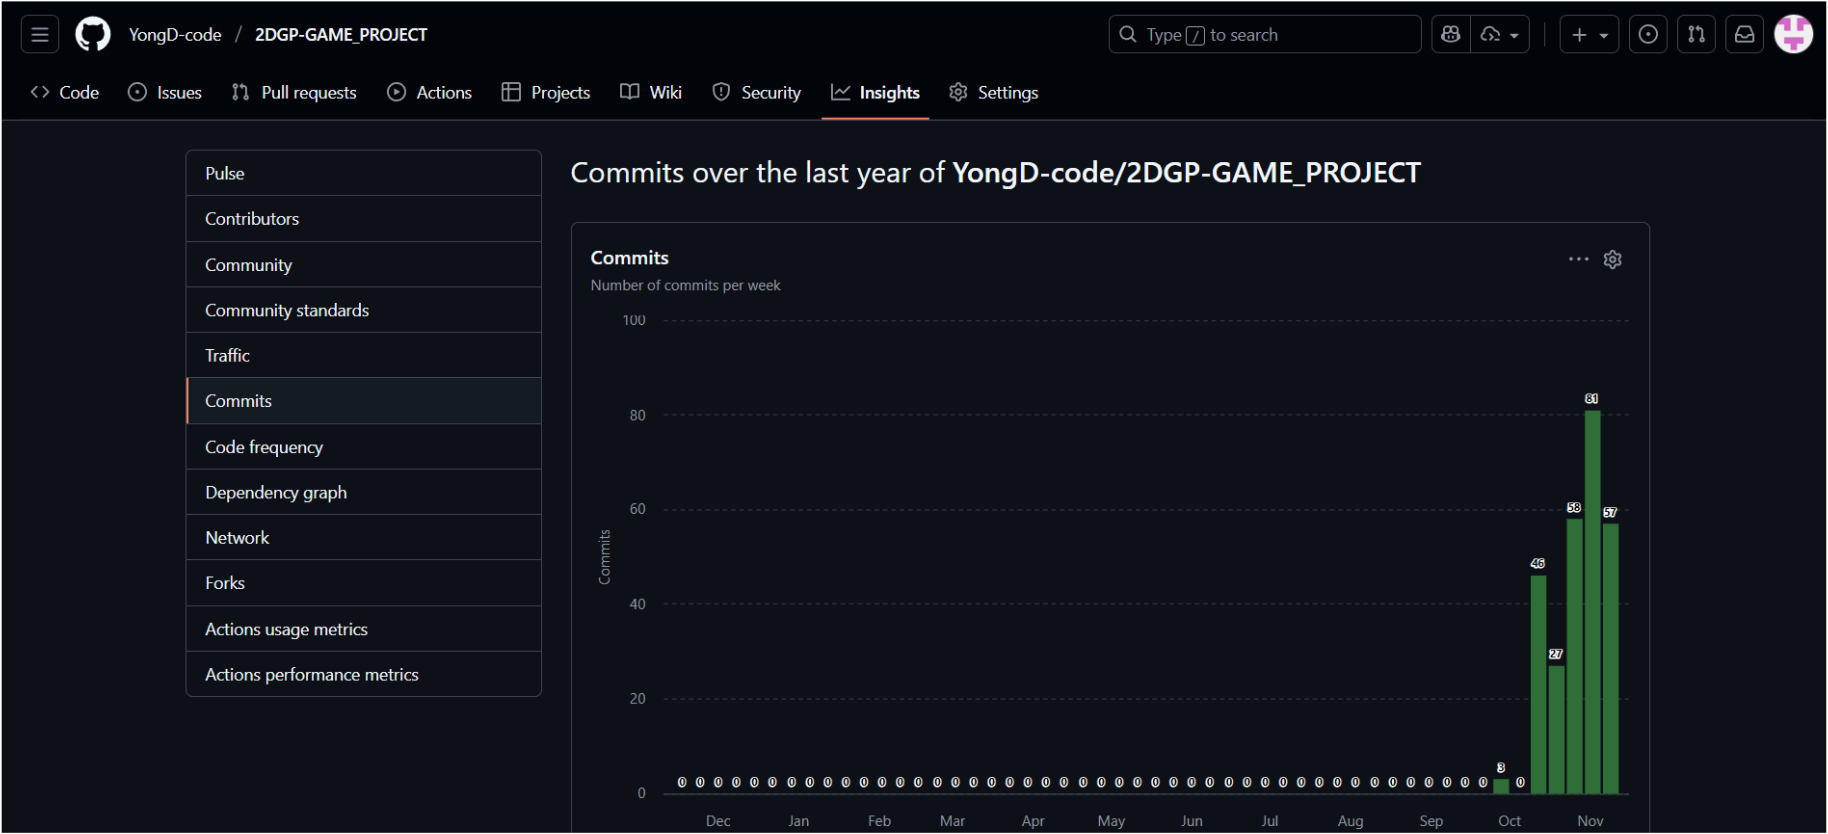 YongD-code / 2DGP-GAME_PROJECT
Type / to search
Code Issues Pull requests Actions Projects Wiki Security Insights Settings
Pulse
Contributors
Community
Community standards
Traffic
Commits
Code frequency
Dependency graph
Network
Forks
Actions usage metrics
Actions performance metrics
Commits over the last year of YongD-code/2DGP-GAME_PROJECT
Commits
Number of commits per week
100
80
60
40
20
0
Commits
0 0 0 0 0 0 0 0 0 0 0 0 0 0 0 0 0 0 0 0 0 0 0 0 0 0 0 0 0 0 0 0 0 0 0 0 0 0 0 0 0 0 0 0 0 3 0 46 27 58 81 57
Dec Jan Feb Mar Apr May Jun Jul Aug Sep Oct Nov